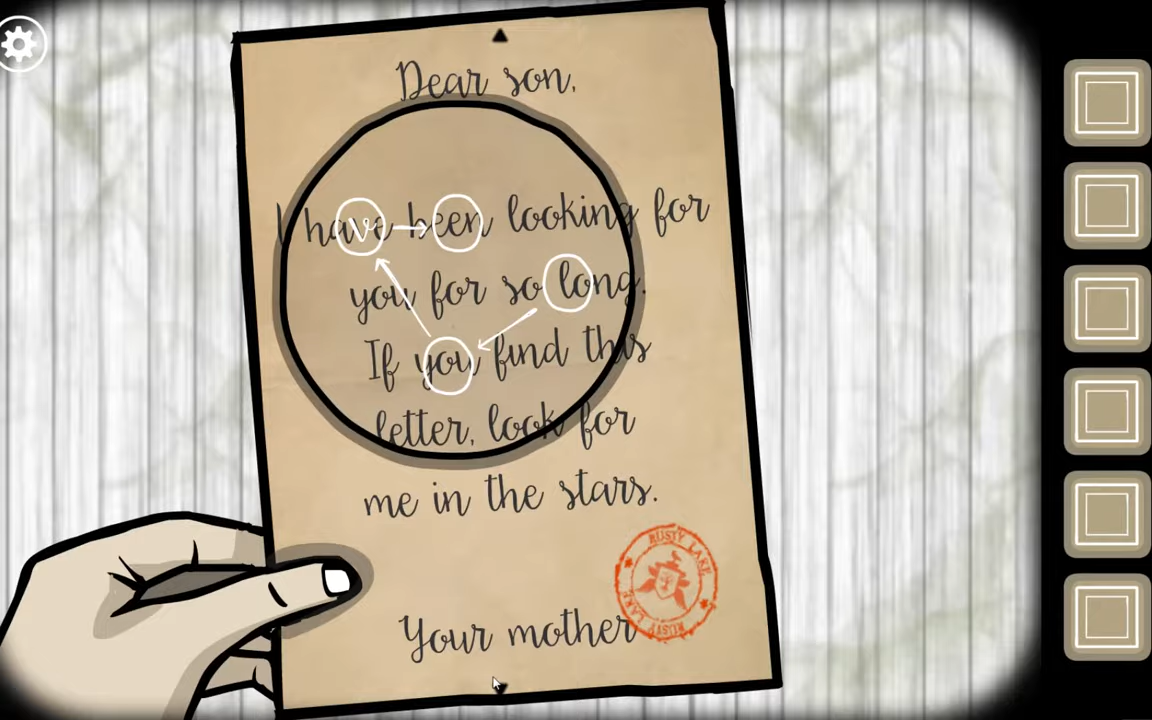 Dear son,
I have been looking for
you for so long.
If you find this
letter, look for
me in the stars.
RUSTY LAKE
RUSTY LAKE
Your mother